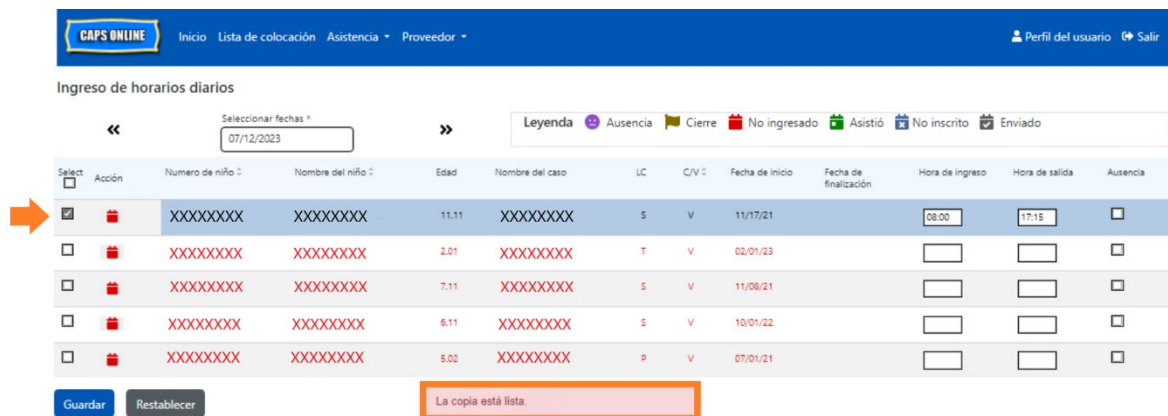 CAPS ONLINE Inicio Lista de colocación Asistencia Proveedor Perfil del usuario Salir
Ingreso de horarios diarios
Seleccionar fechas *
07/12/2023
Leyenda Ausencia Cierre No ingresado Asistió No inscrito Enviado
Select Acción Numero de niño Nombre del niño Edad Nombre del caso LC C/V Fecha de inicio Fecha de finalización Hora de ingreso Hora de salida Ausencia
XXXXXXXX XXXXXXXX 11.11 XXXXXXXX S V 11/17/21 08:00 17:15
XXXXXXXX XXXXXXXX 2.01 XXXXXXXX T V 02/01/23
XXXXXXXX XXXXXXXX 7.11 XXXXXXXX S V 11/08/21
XXXXXXXX XXXXXXXX 6.11 XXXXXXXX S V 10/01/22
XXXXXXXX XXXXXXXX 5.02 XXXXXXXX P V 07/01/21
Guardar Restablecer La copia está lista.